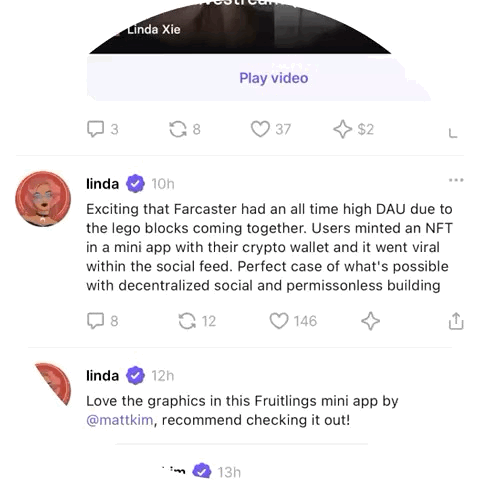 Linda Xie
Play video
3 8 37 $2
linda 10h
Exciting that Farcaster had an all time high DAU due to
the lego blocks coming together. Users minted an NFT
in a mini app with their crypto wallet and it went viral
within the social feed. Perfect case of what's possible
with decentralized social and permissonless building
8 12 146
linda 12h
Love the graphics in this Fruitlings mini app by
@mattkim, recommend checking it out!
13h